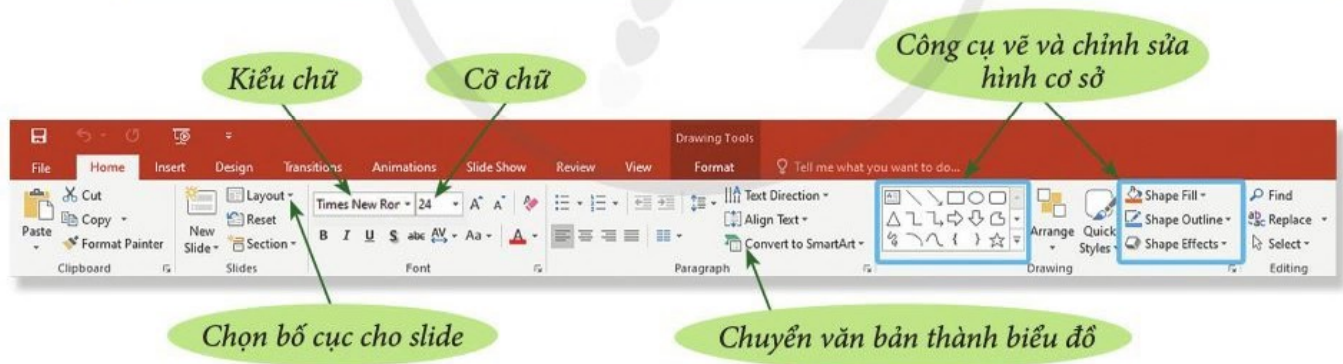 Công cụ vẽ và chỉnh sửa
hình cơ sở
Kiểu chữ
Cỡ chữ
Drawing Tools
File Home Insert Design Transitions Animations Slide Show Review View Format Tell me what you want to do...
Cut
Copy
Format Painter
Paste
Clipboard
New
Slide
Layout
Reset
Section
Slides
Times New Ror 24 A A
B I U S abc AV Aa A
Font
Text Direction
Align Text
Convert to SmartArt
Paragraph
Arrange
Quick
Styles
Shape Fill
Shape Outline
Shape Effects
Drawing
Find
Replace
Select
Editing
Chọn bố cục cho slide
Chuyển văn bản thành biểu đồ